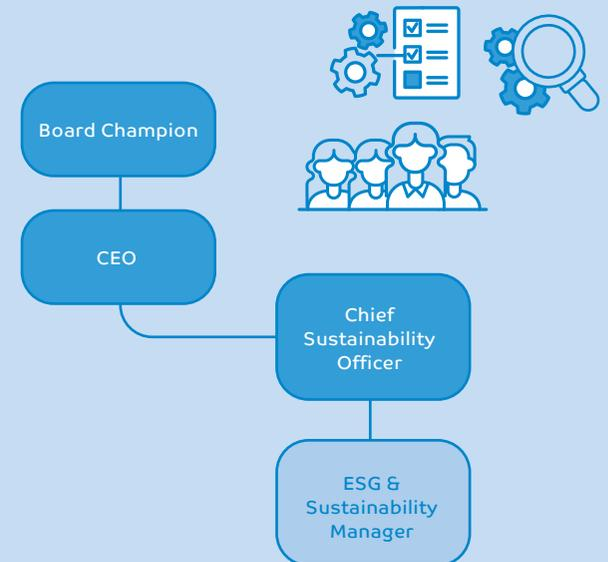 Board Champion
CEO
Chief
Sustainability
Officer
ESG &
Sustainability
Manager